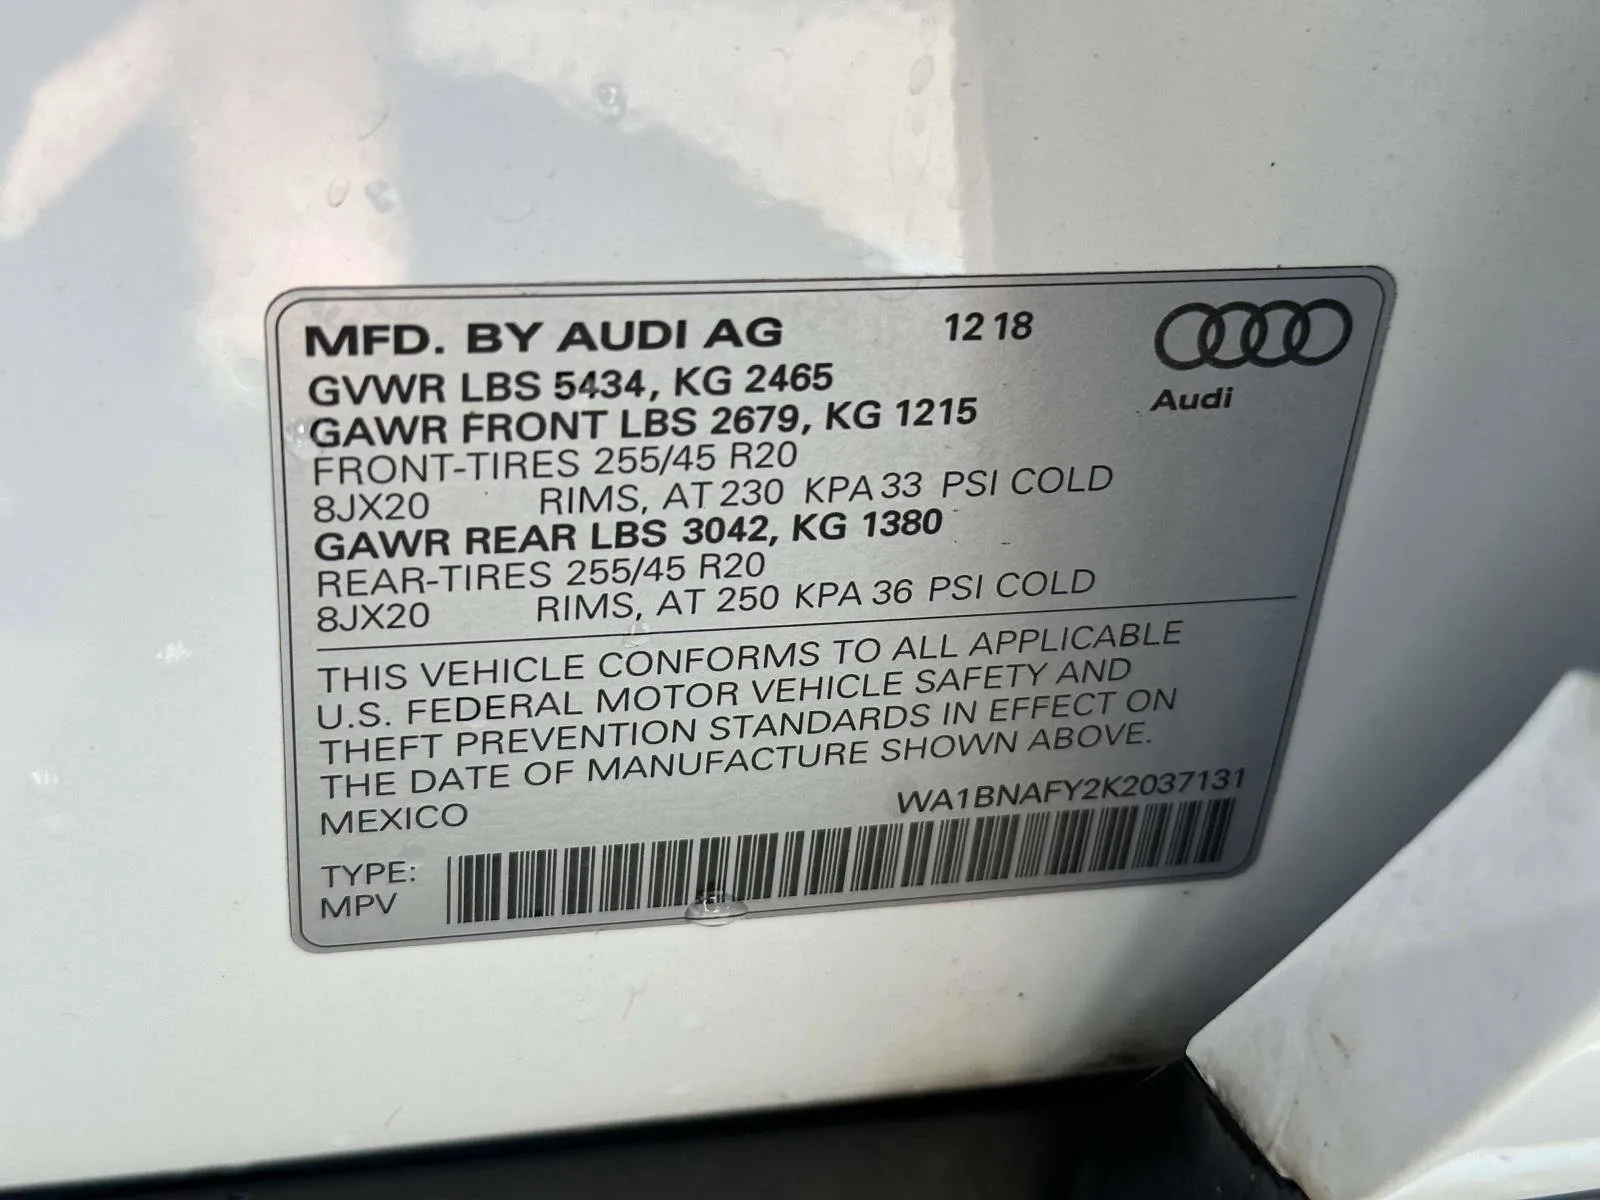 MFD. BY AUDI AG 12 18
GVWR LBS 5434, KG 2465
Audi
GAWR FRONT LBS 2679, KG 1215
FRONT-TIRES 255/45 R20
8JX20 RIMS, AT 230 KPA 33 PSI COLD
GAWR REAR LBS 3042, KG 1380
REAR-TIRES 255/45 R20
8JX20 RIMS, AT 250 KPA 36 PSI COLD
THIS VEHICLE CONFORMS TO ALL APPLICABLE
U.S. FEDERAL MOTOR VEHICLE SAFETY AND
THEFT PREVENTION STANDARDS IN EFFECT ON
THE DATE OF MANUFACTURE SHOWN ABOVE.
MEXICO WA1BNAFY2K2037131
TYPE:
MPV